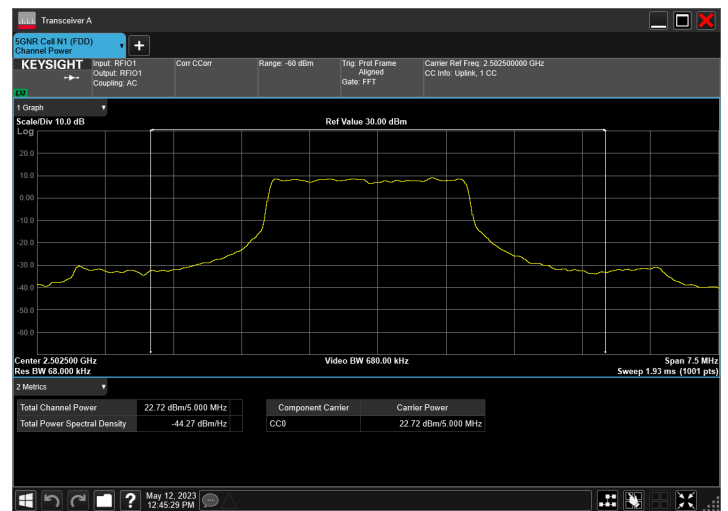 Transceiver A
5GNR Cell N1 (FDD)
Channel Power
KEYSIGHT
LXI
Input: RFIO1
Output: RFIO1
Coupling: AC
Corr CCorr
Range: -60 dBm
Trig: Prot Frame
Aligned
Gate: FFT
Carrier Ref Freq: 2.502500000 GHz
CC Info: Uplink, 1 CC
1 Graph
Scale/Div 10.0 dB
Ref Value 30.00 dBm
Log
20.0
10.0
0.00
-10.0
-20.0
-30.0
-40.0
-50.0
-60.0
Center 2.502500 GHz
Video BW 680.00 kHz
Span 7.5 MHz
Res BW 68.000 kHz
Sweep 1.93 ms (1001 pts)
2 Metrics
Total Channel Power 22.72 dBm/5.000 MHz
Total Power Spectral Density -44.27 dBm/Hz
Component Carrier Carrier Power
CC0 22.72 dBm/5.000 MHz
May 12, 2023
12:45:29 PM